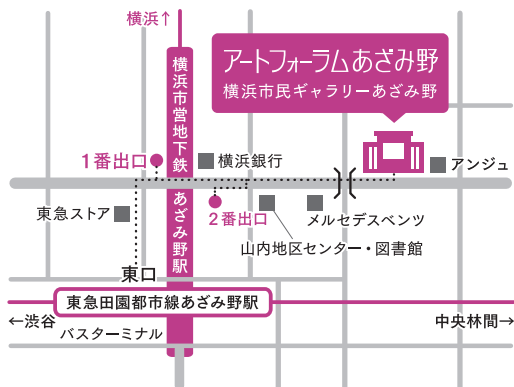 横浜↑
アートフォーラムあざみ野
横浜市民ギャラリーあざみ野
横浜市営地下鉄 あざみ野駅
1番出口
横浜銀行
アンジュ
東急ストア
2番出口
メルセデスベンツ
山内地区センター・図書館
東口
東急田園都市線あざみ野駅
←渋谷
中央林間→
バスターミナル